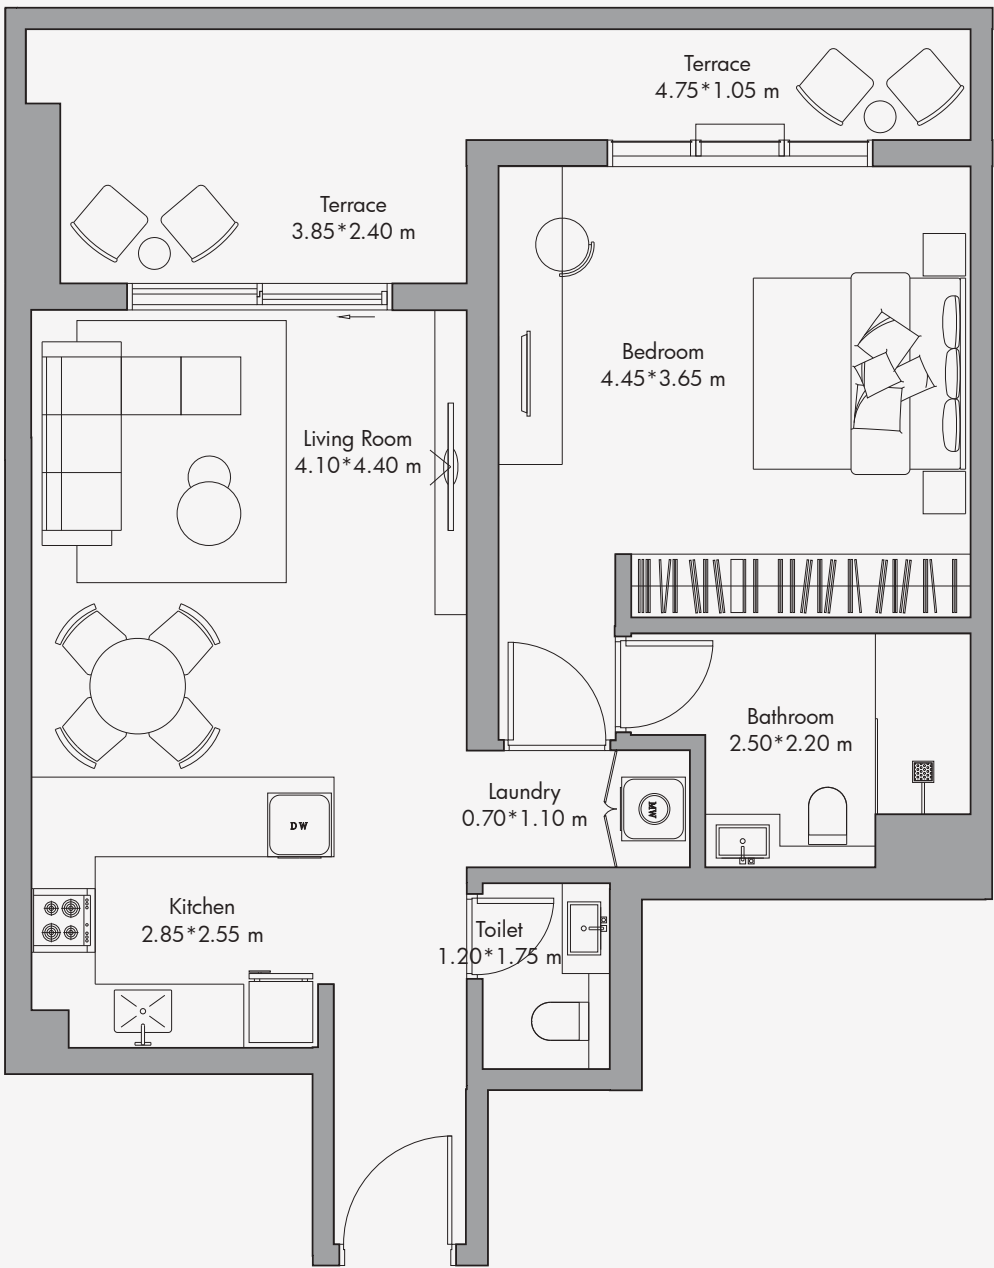 Terrace
4.75*1.05 m
Terrace
3.85*2.40 m
Bedroom
4.45*3.65 m
Living Room
4.10*4.40 m
Bathroom
2.50*2.20 m
Laundry
0.70*1.10 m
WM
DW
Kitchen
2.85*2.55 m
Toilet
1.20*1.75 m